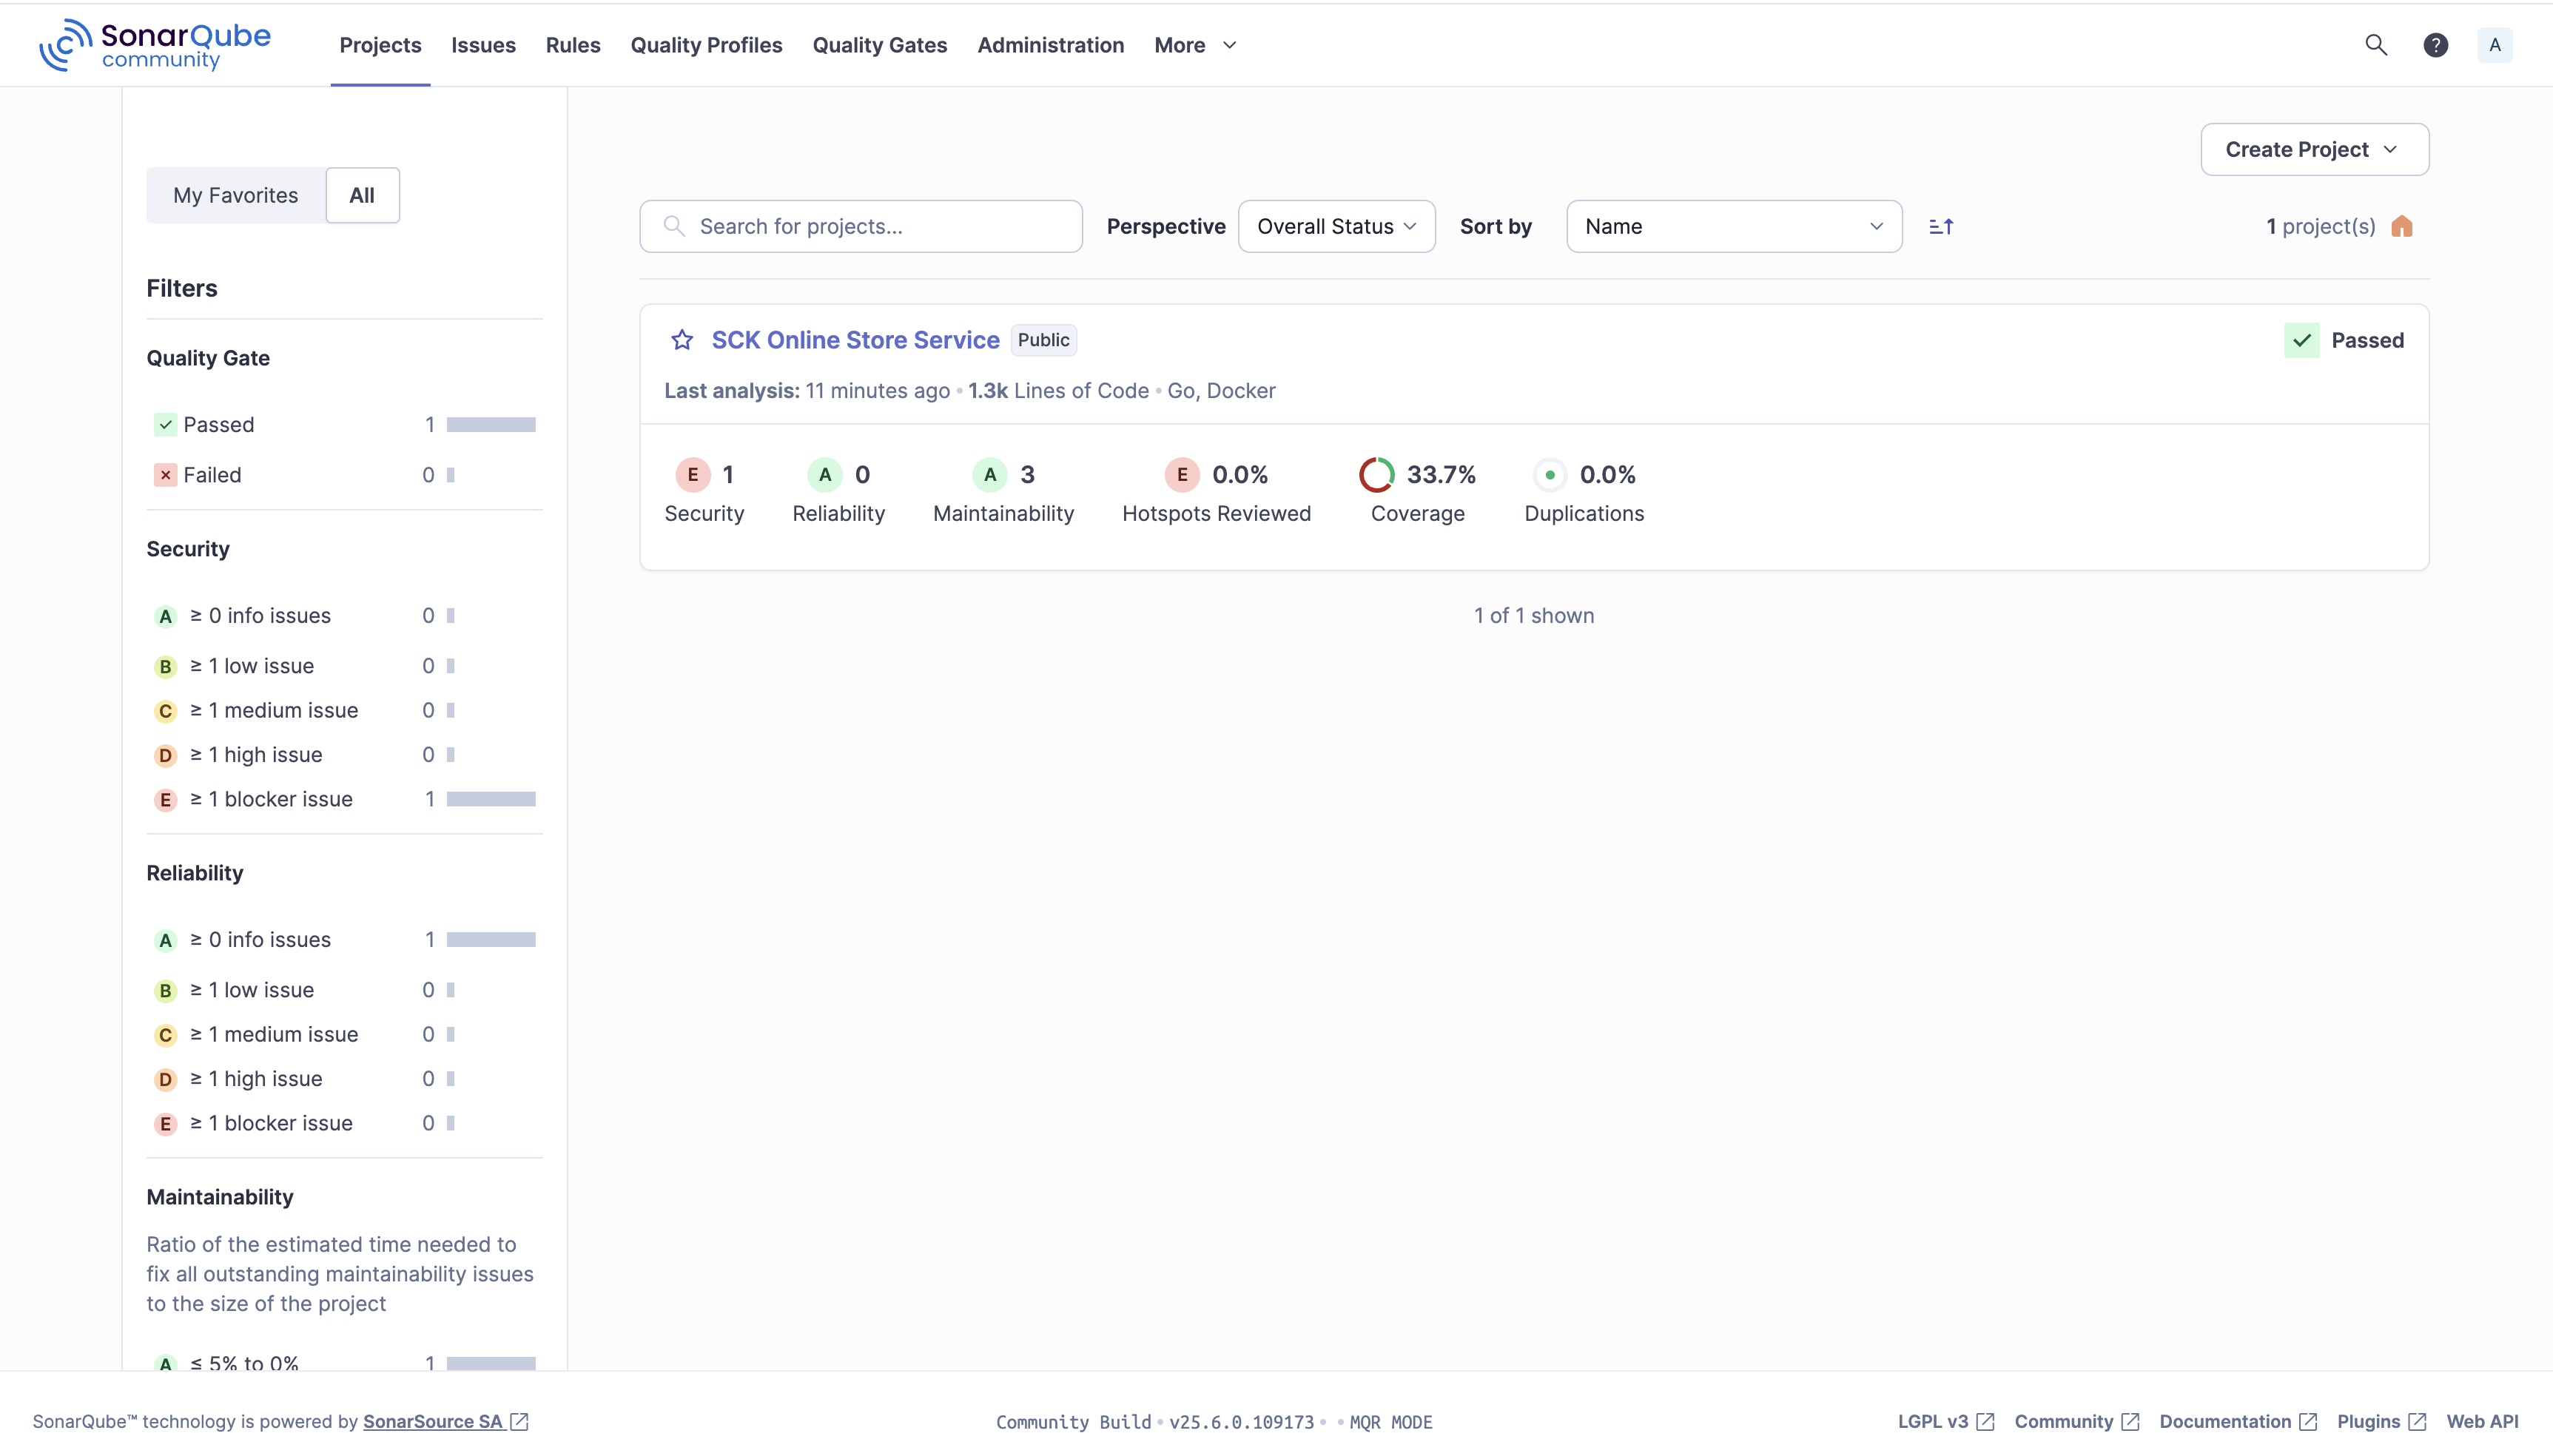 SonarQube community
Projects Issues Rules Quality Profiles Quality Gates Administration More ? A
My Favorites All
Filters
Quality Gate
Passed 1
Failed 0
Security
A ≥ 0 info issues 0
B ≥ 1 low issue 0
C ≥ 1 medium issue 0
D ≥ 1 high issue 0
E ≥ 1 blocker issue 1
Reliability
A ≥ 0 info issues 1
B ≥ 1 low issue 0
C ≥ 1 medium issue 0
D ≥ 1 high issue 0
E ≥ 1 blocker issue 0
Maintainability
Ratio of the estimated time needed to
fix all outstanding maintainability issues
to the size of the project
A ≤ 5% to 0% 1
Create Project
Search for projects... Perspective Overall Status Sort by Name 1 project(s)
SCK Online Store Service Public Passed
Last analysis: 11 minutes ago • 1.3k Lines of Code • Go, Docker
E 1 A 0 A 3 E 0.0% 33.7% 0.0%
Security Reliability Maintainability Hotspots Reviewed Coverage Duplications
1 of 1 shown
SonarQube™ technology is powered by SonarSource SA Community Build • v25.6.0.109173 • • MQR MODE LGPL v3 Community Documentation Plugins Web API